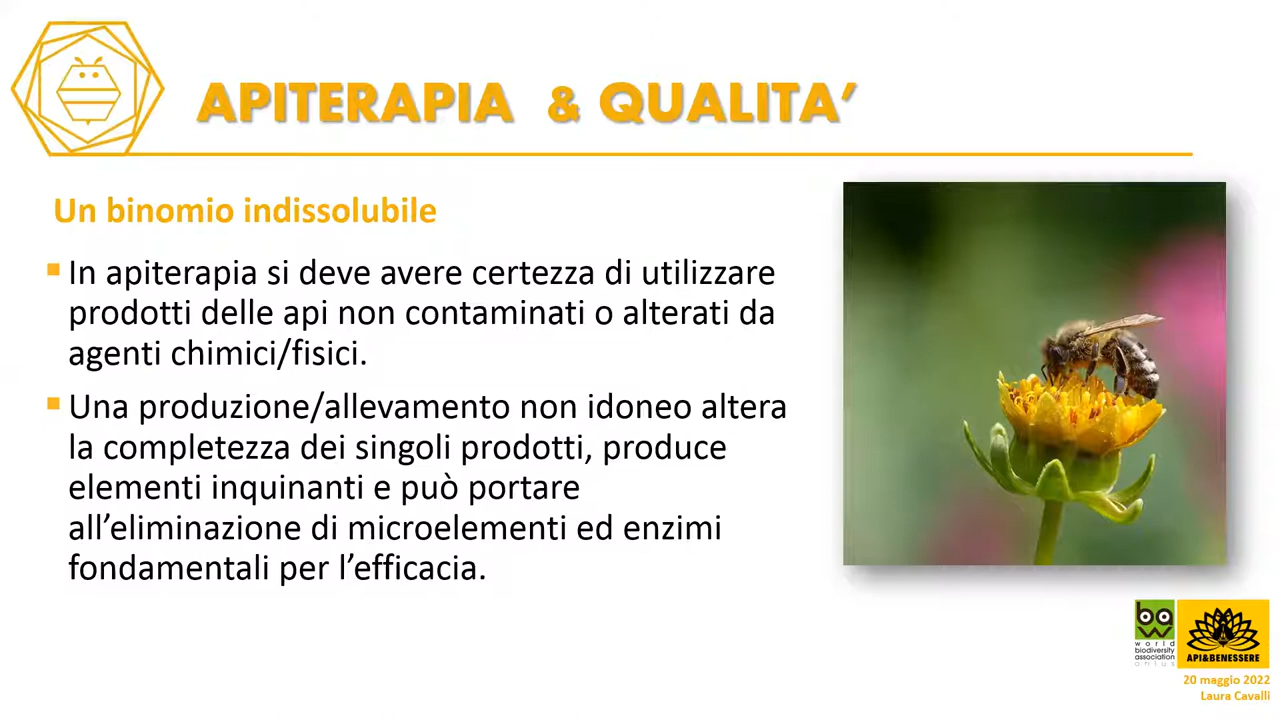 APITERAPIA & QUALITA’
Un binomio indissolubile
▪ In apiterapia si deve avere certezza di utilizzare
prodotti delle api non contaminati o alterati da
agenti chimici/fisici.
▪ Una produzione/allevamento non idoneo altera
la completezza dei singoli prodotti, produce
elementi inquinanti e può portare
all’eliminazione di microelementi ed enzimi
fondamentali per l’efficacia.
baw
world
biodiversity
association
onlus
API&BENESSERE
20 maggio 2022
Laura Cavalli